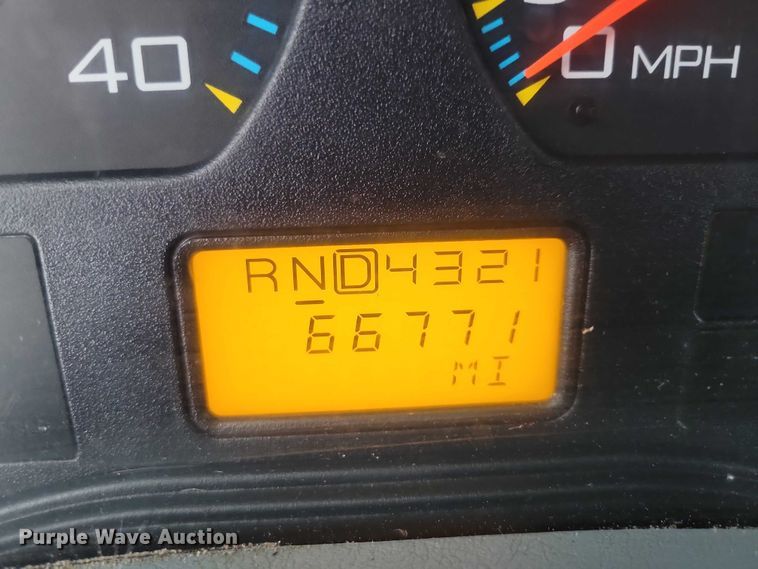 40
0 MPH
RND4321
66771
MI
Purple Wave Auction